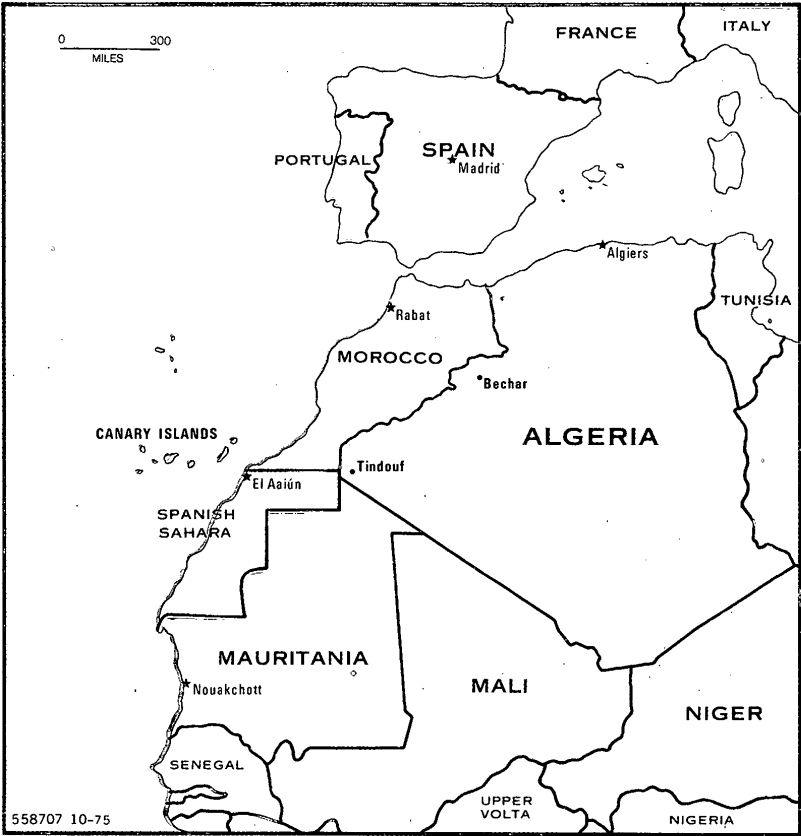 0 300
MILES
FRANCE
ITALY
PORTUGAL
SPAIN
Madrid
Algiers
TUNISIA
Rabat
MOROCCO
Bechar
ALGERIA
CANARY ISLANDS
Tindouf
El Aaiún
SPANISH
SAHARA
MAURITANIA
Nouakchott
MALI
NIGER
SENEGAL
UPPER
VOLTA
NIGERIA
558707 10-75